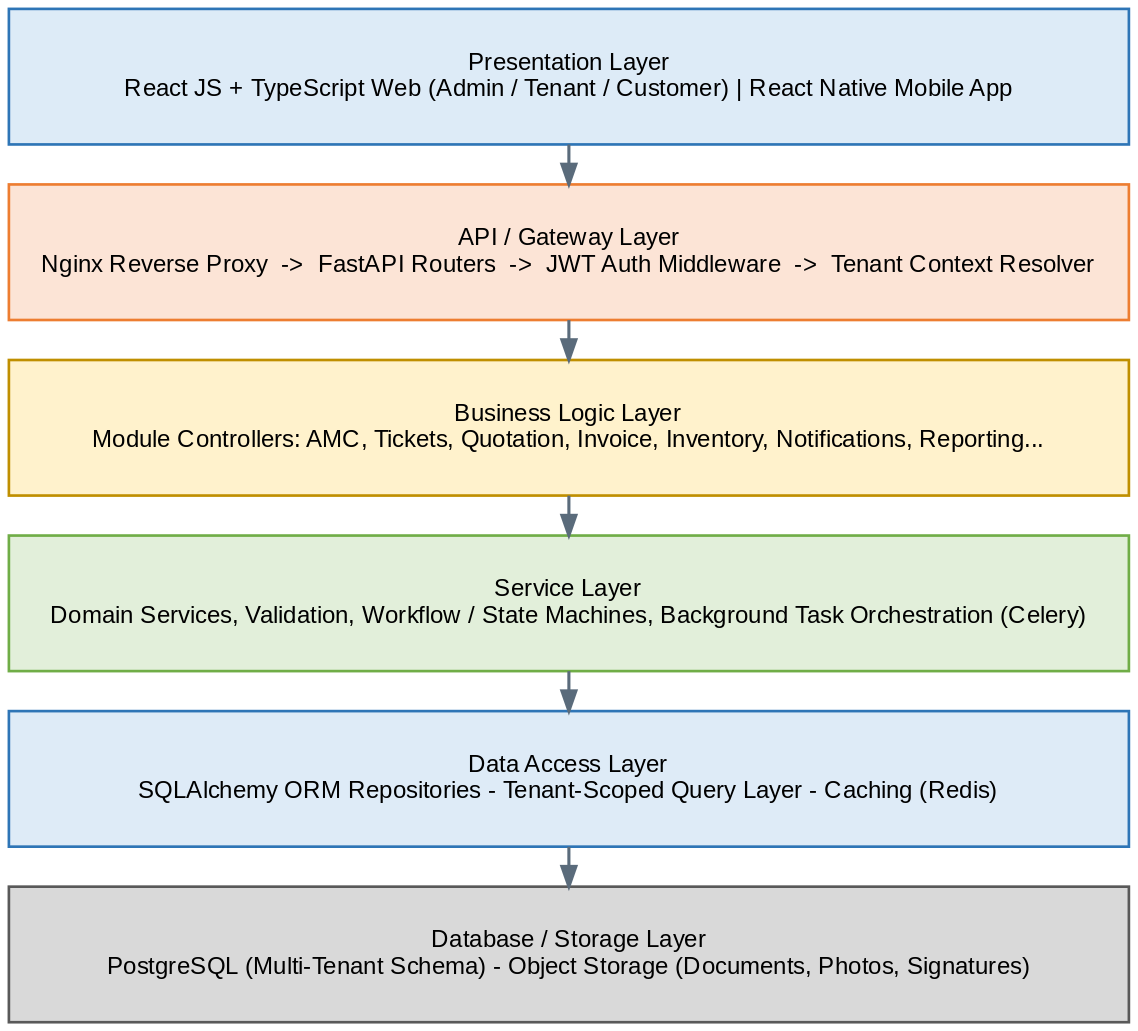 Presentation Layer
React JS + TypeScript Web (Admin / Tenant / Customer) | React Native Mobile App
API / Gateway Layer
Nginx Reverse Proxy  ->  FastAPI Routers  ->  JWT Auth Middleware  ->  Tenant Context Resolver
Business Logic Layer
Module Controllers: AMC, Tickets, Quotation, Invoice, Inventory, Notifications, Reporting...
Service Layer
Domain Services, Validation, Workflow / State Machines, Background Task Orchestration (Celery)
Data Access Layer
SQLAlchemy ORM Repositories - Tenant-Scoped Query Layer - Caching (Redis)
Database / Storage Layer
PostgreSQL (Multi-Tenant Schema) - Object Storage (Documents, Photos, Signatures)